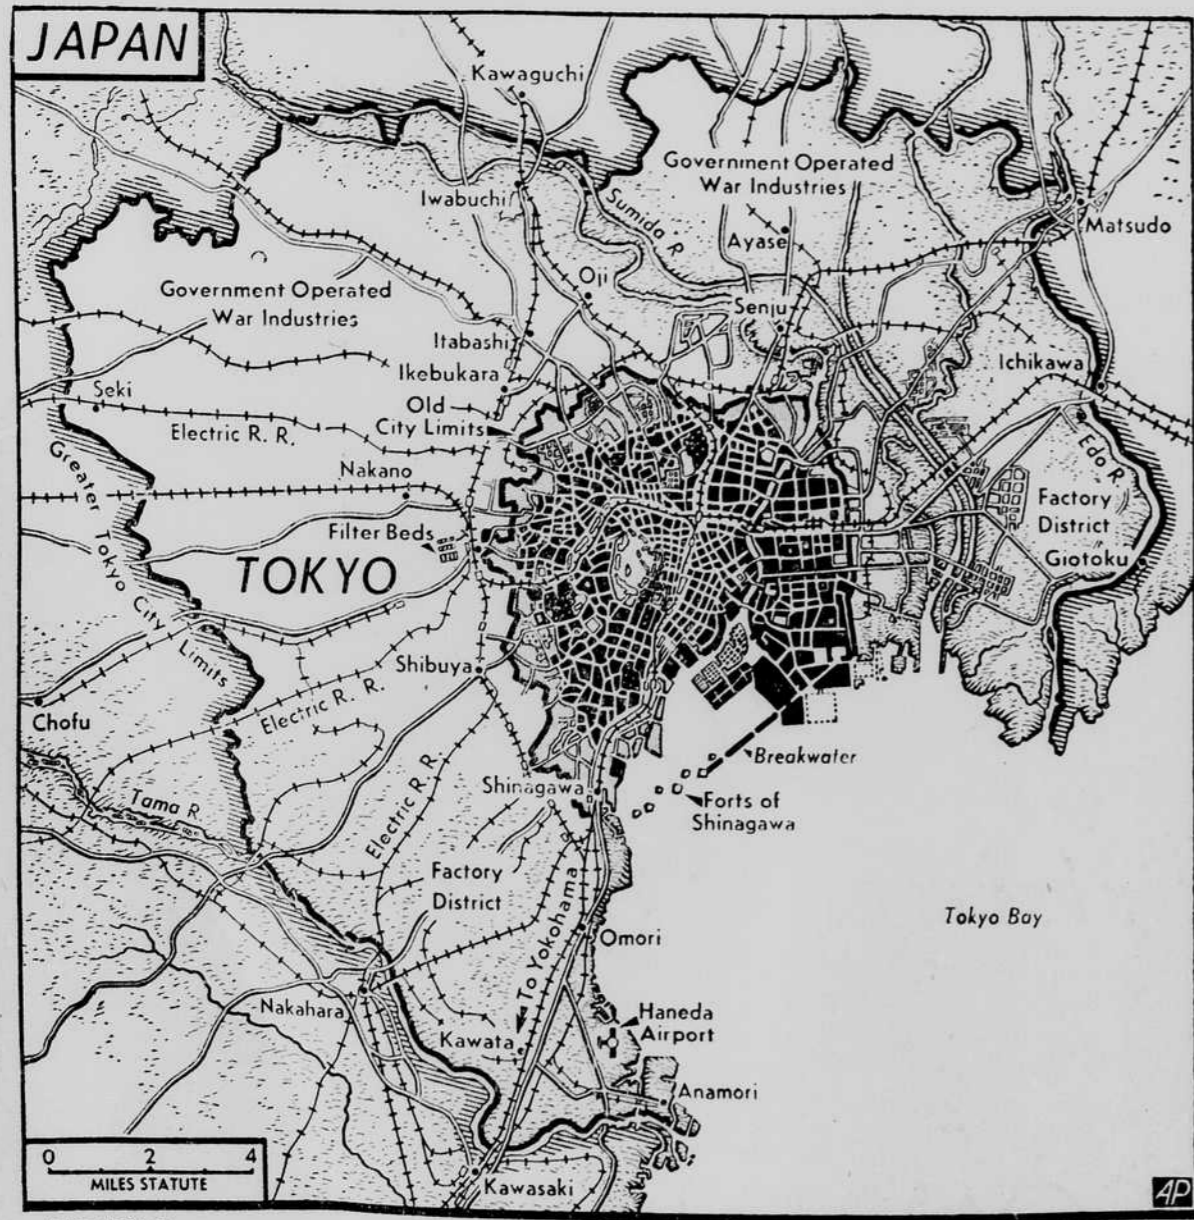 JAPAN
Kawaguchi
Government Operated
War Industries
Iwabuchi
Sumida R.
Ayase
Matsudo
Oji
Government Operated
War Industries
Senju
Itabashi
Ikebukara
Ichikawa
Seki
Old
City Limits
Electric R. R.
Edo R.
Nakano
Factory
District
Filter Beds
Giotoku
TOKYO
Greater Tokyo City Limits
Shibuya
Electric R. R.
Chofu
Breakwater
Electric R. R.
Shinagawa
Forts of
Shinagawa
Tama R.
Factory
District
To Yokohama
Tokyo Bay
Omori
Nakahara
Haneda
Airport
Kawata
Anamori
0 2 4
MILES STATUTE
Kawasaki
AP